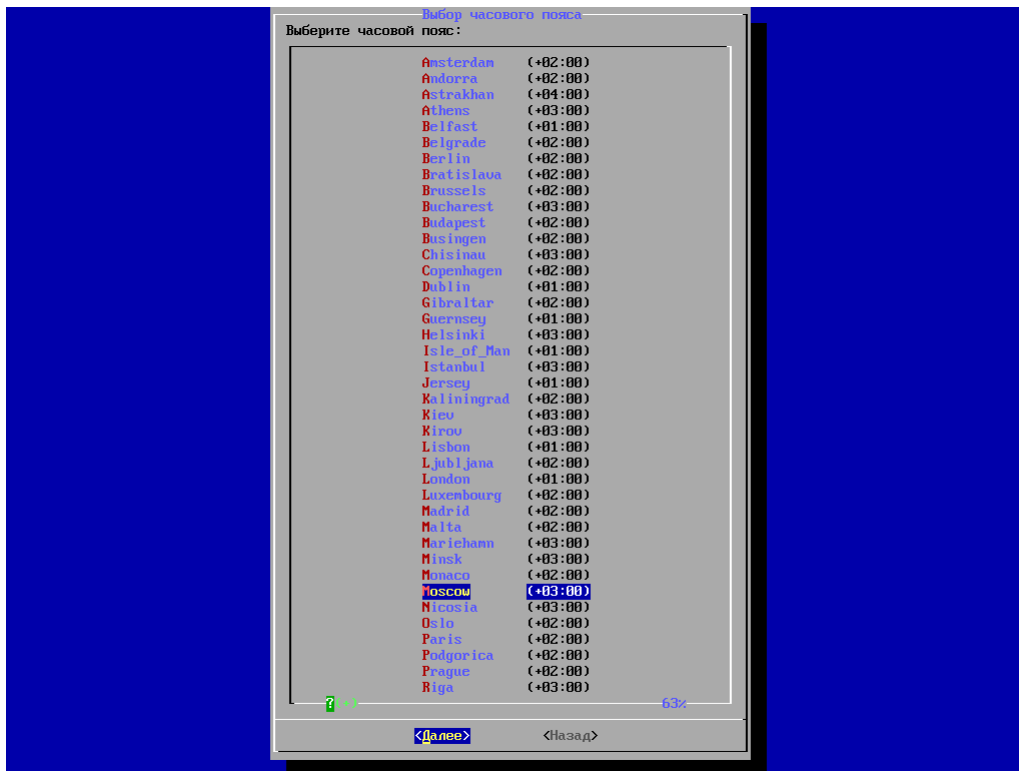 Выбор часового пояса
Выберите часовой пояс:
Amsterdam (+02:00)
Andorra (+02:00)
Astrakhan (+04:00)
Athens (+03:00)
Belfast (+01:00)
Belgrade (+02:00)
Berlin (+02:00)
Bratislava (+02:00)
Brussels (+02:00)
Bucharest (+03:00)
Budapest (+02:00)
Busingen (+02:00)
Chisinau (+03:00)
Copenhagen (+02:00)
Dublin (+01:00)
Gibraltar (+02:00)
Guernsey (+01:00)
Helsinki (+03:00)
Isle_of_Man (+01:00)
Istanbul (+03:00)
Jersey (+01:00)
Kaliningrad (+02:00)
Kiev (+03:00)
Kirov (+03:00)
Lisbon (+01:00)
Ljubljana (+02:00)
London (+01:00)
Luxembourg (+02:00)
Madrid (+02:00)
Malta (+02:00)
Mariehamn (+03:00)
Minsk (+03:00)
Monaco (+02:00)
Moscow (+03:00)
Nicosia (+03:00)
Oslo (+02:00)
Paris (+02:00)
Podgorica (+02:00)
Prague (+02:00)
Riga (+03:00)
?(+) 63%
<Далее> <Назад>